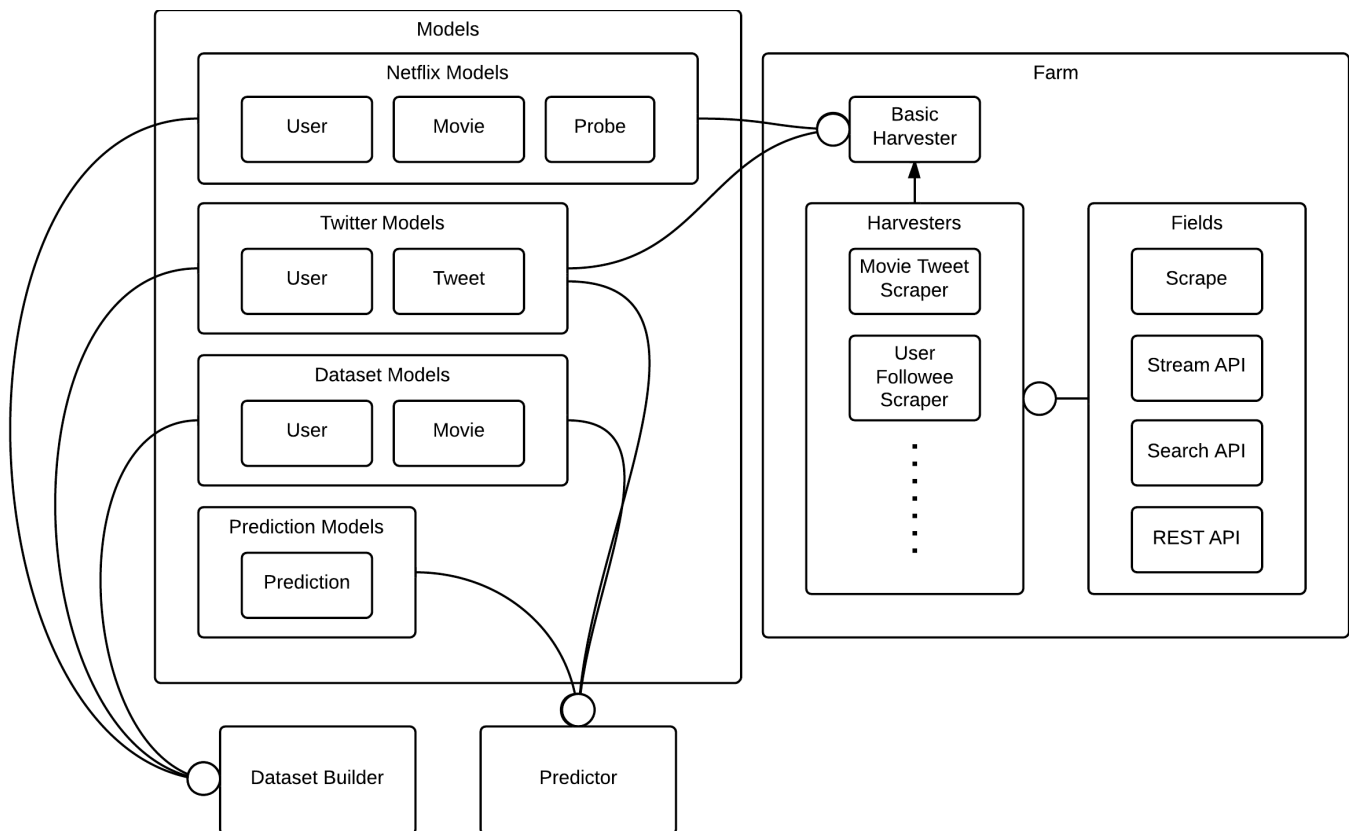 Models
Netflix Models
User
Movie
Probe
Twitter Models
User
Tweet
Dataset Models
User
Movie
Prediction Models
Prediction
Farm
Basic
Harvester
Harvesters
Movie Tweet
Scraper
User
Followee
Scraper
Fields
Scrape
Stream API
Search API
REST API
Dataset Builder
Predictor